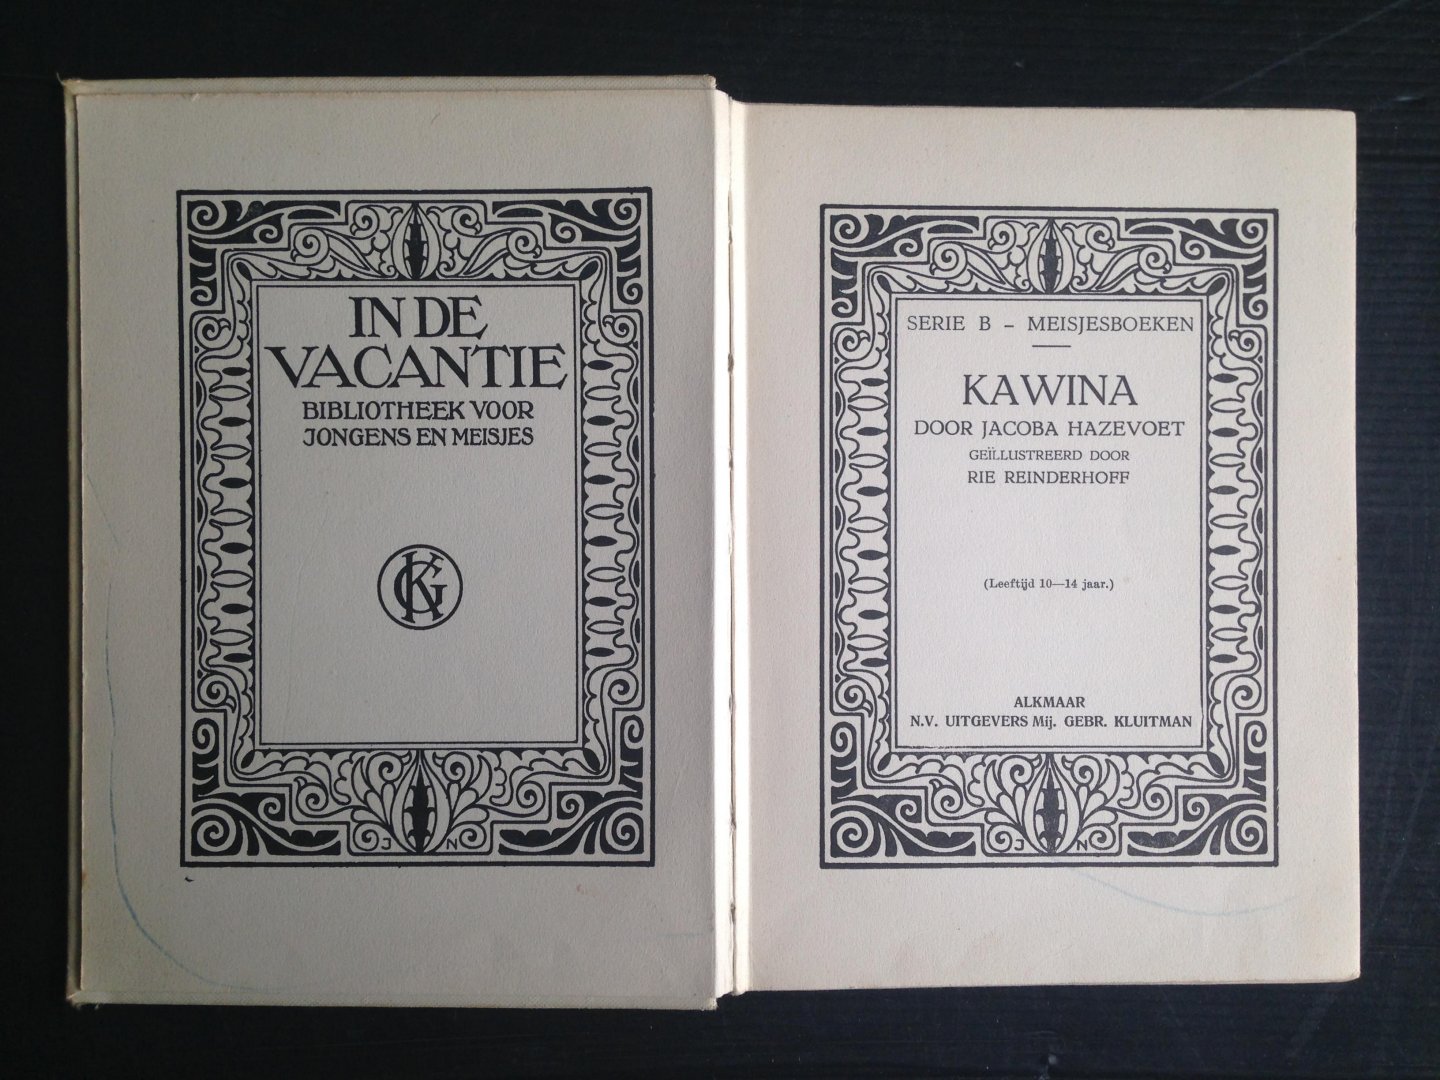 IN DE
VACANTIE
BIBLIOTHEEK VOOR
JONGENS EN MEISJES
GK
J N
SERIE B – MEISJESBOEKEN
KAWINA
DOOR JACOBA HAZEVOET
GEÏLLUSTREERD DOOR
RIE REINDERHOFF
(Leeftijd 10—14 jaar.)
ALKMAAR
N.V. UITGEVERS Mij. GEBR. KLUITMAN
J N